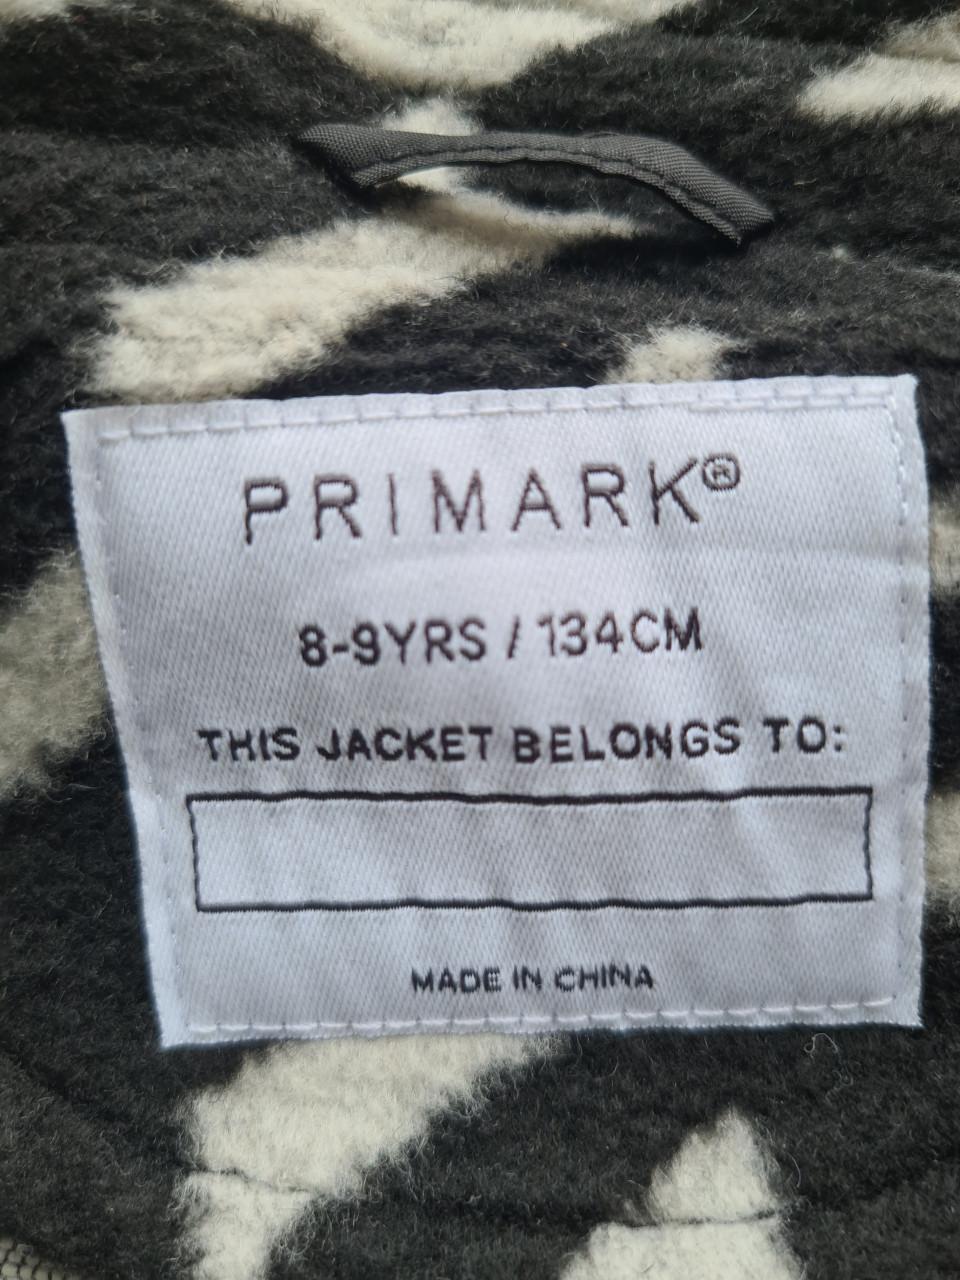 PRIMARK®
8-9YRS / 134CM
THIS JACKET BELONGS TO:
MADE IN CHINA